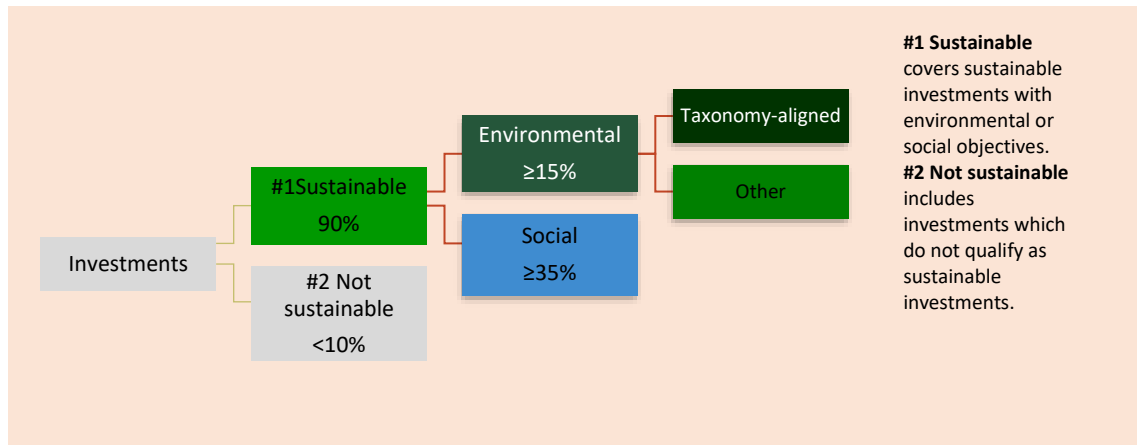 Investments
#1Sustainable
90%
#2 Not
sustainable
<10%
Environmental
≥15%
Social
≥35%
Taxonomy-aligned
Other
#1 Sustainable
covers sustainable
investments with
environmental or
social objectives.
#2 Not sustainable
includes
investments which
do not qualify as
sustainable
investments.